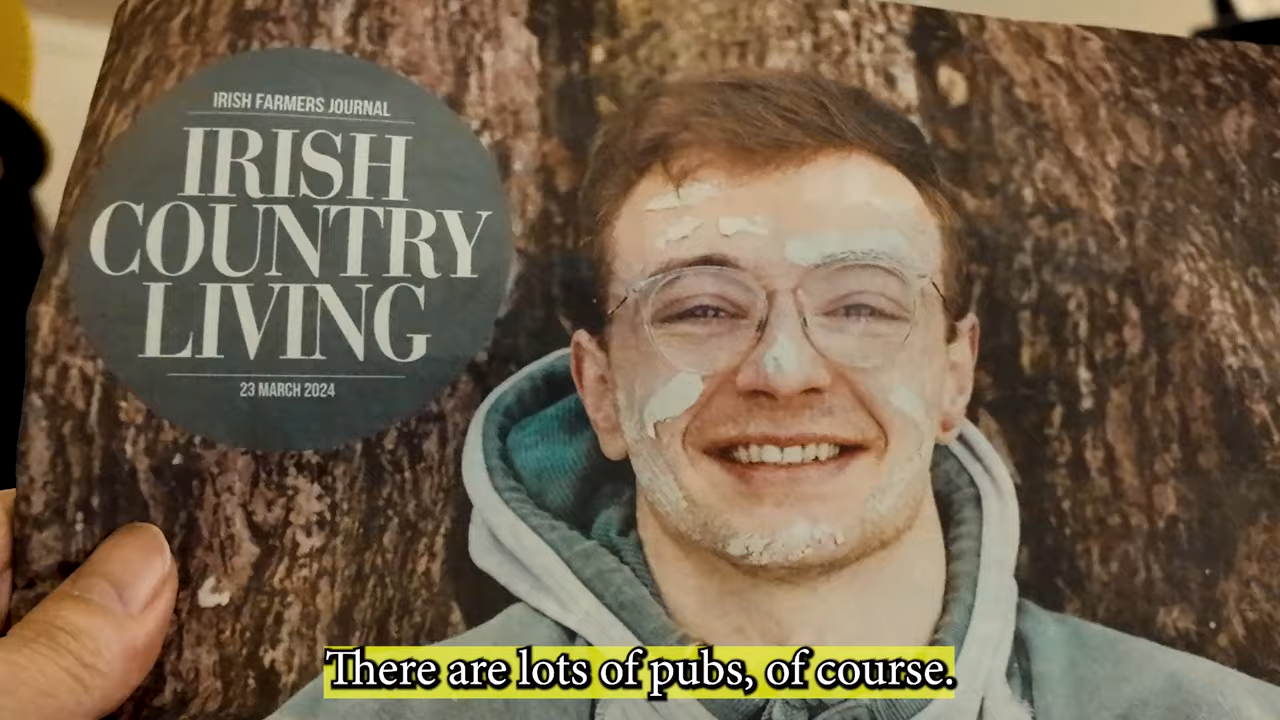 IRISH FARMERS JOURNAL
IRISH
COUNTRY
LIVING
23 MARCH 2024
There are lots of pubs, of course.